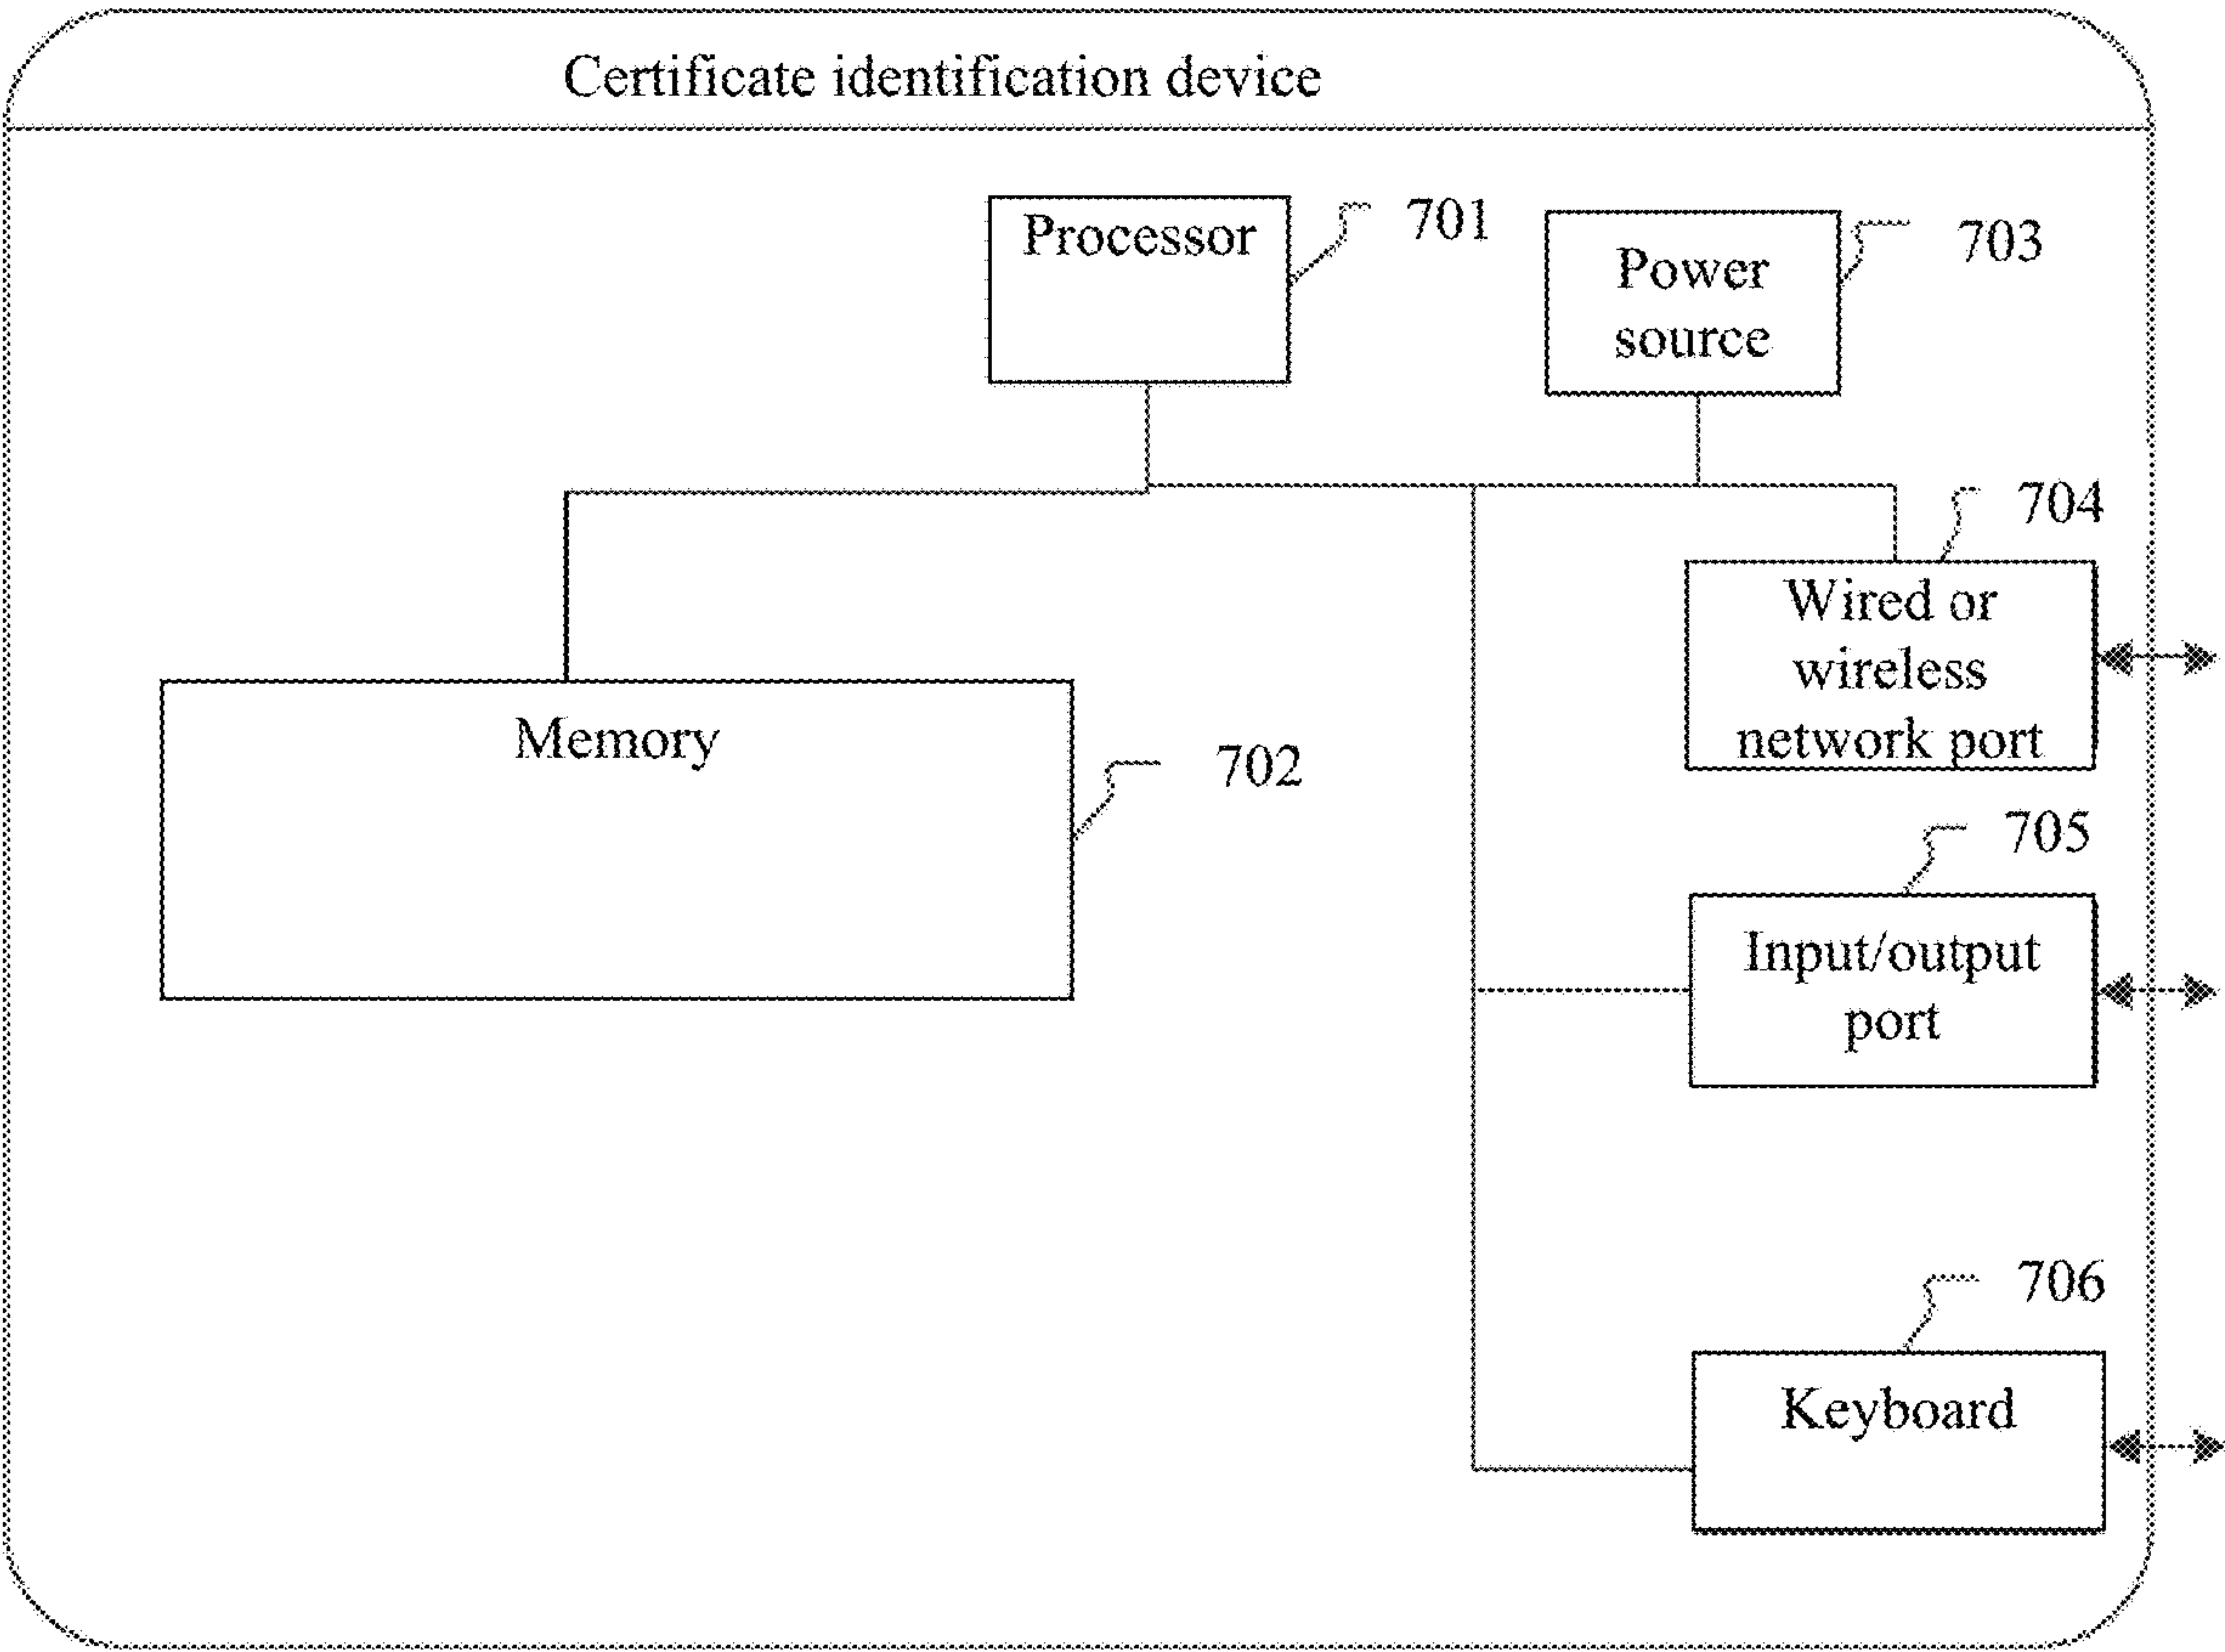 Certificate identification device
Processor
701
Power
source
703
704
Wired or
wireless
network port
Memory
702
705
Input/output
port
706
Keyboard